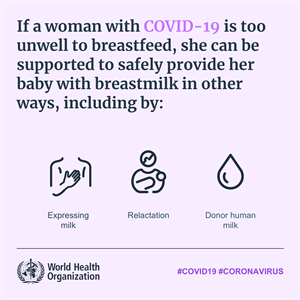 If a woman with COVID-19 is too
unwell to breastfeed, she can be
supported to safely provide her
baby with breastmilk in other
ways, including by:
Expressing
milk
Relactation
Donor human
milk
World Health
Organization
#COVID19 #CORONAVIRUS